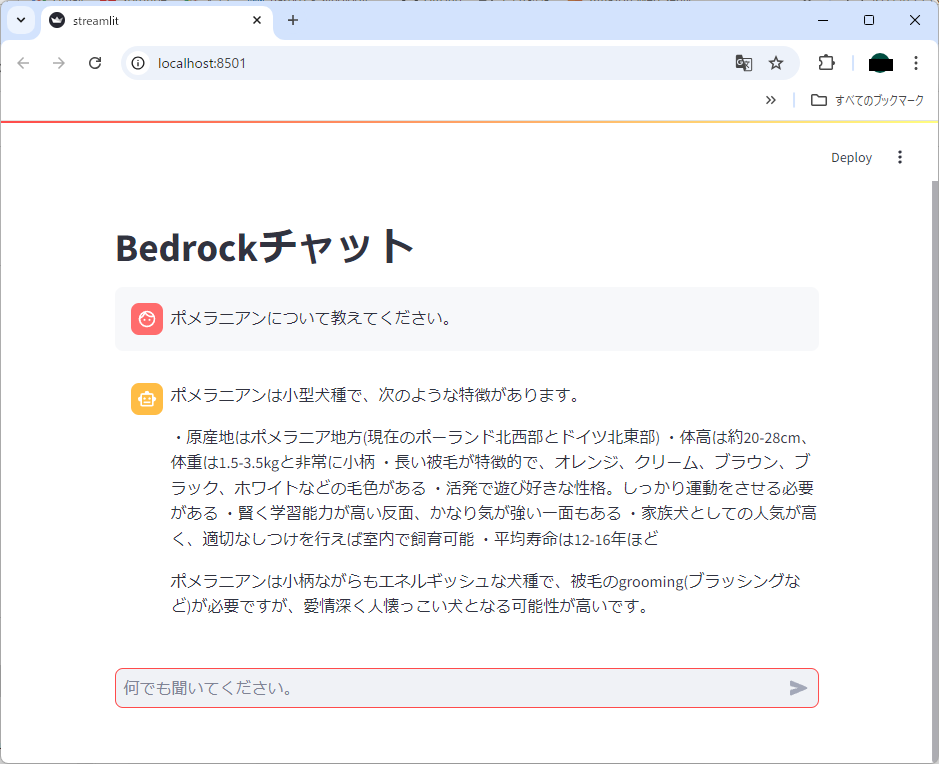 streamlit
localhost:8501
すべてのブックマーク
Deploy
Bedrockチャット
ポメラニアンについて教えてください。
ポメラニアンは小型犬種で、次のような特徴があります。
・原産地はポメラニア地方(現在のポーランド北西部とドイツ北東部) ・体高は約20-28cm、
体重は1.5-3.5kgと非常に小柄 ・長い被毛が特徴的で、オレンジ、クリーム、ブラウン、ブ
ラック、ホワイトなどの毛色がある ・活発で遊び好きな性格。しっかり運動をさせる必要
がある ・賢く学習能力が高い反面、かなり気が強い一面もある ・家族犬としての人気が高
く、適切なしつけを行えば室内で飼育可能 ・平均寿命は12-16年ほど
ポメラニアンは小柄ながらもエネルギッシュな犬種で、被毛のgrooming(ブラッシングな
ど)が必要ですが、愛情深く人懐っこい犬となる可能性が高いです。
何でも聞いてください。